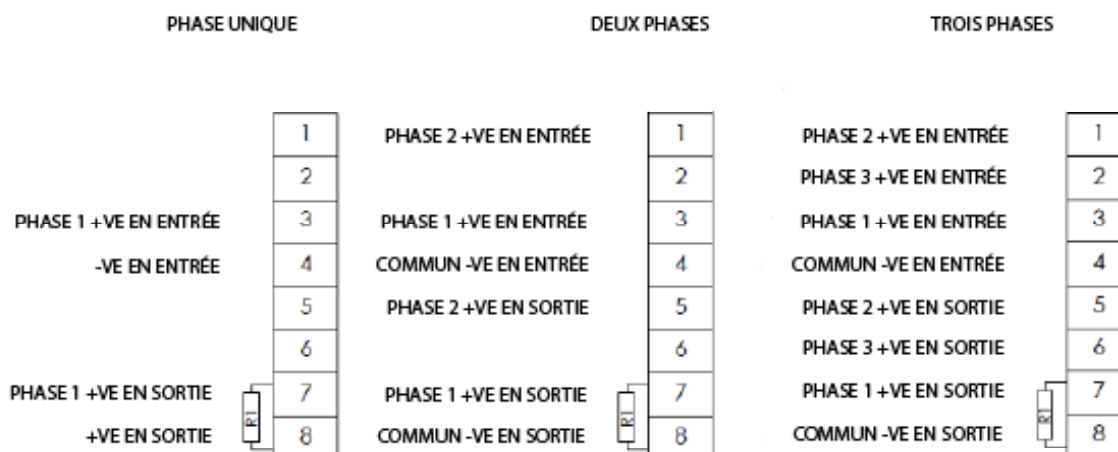 PHASE UNIQUE DEUX PHASES TROIS PHASES
1 PHASE 2 +VE EN ENTRÉE 1 PHASE 2 +VE EN ENTRÉE 1
2 2 PHASE 3 +VE EN ENTRÉE 2
PHASE 1 +VE EN ENTRÉE 3 PHASE 1 +VE EN ENTRÉE 3 PHASE 1 +VE EN ENTRÉE 3
-VE EN ENTRÉE 4 COMMUN -VE EN ENTRÉE 4 COMMUN -VE EN ENTRÉE 4
5 PHASE 2 +VE EN SORTIE 5 PHASE 2 +VE EN SORTIE 5
6 6 PHASE 3 +VE EN SORTIE 6
PHASE 1 +VE EN SORTIE 7 PHASE 1 +VE EN SORTIE 7 PHASE 1 +VE EN SORTIE 7
R1 R1 R1
+VE EN SORTIE 8 COMMUN -VE EN SORTIE 8 COMMUN -VE EN SORTIE 8